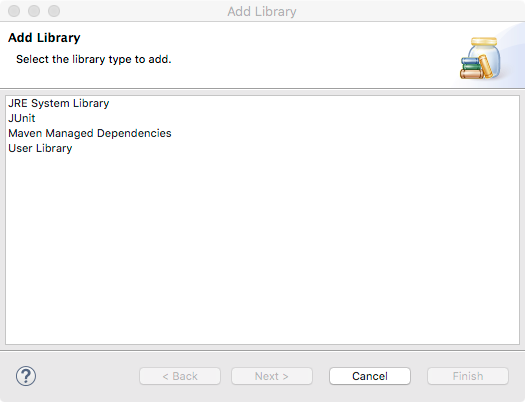 Add Library
Add Library
Select the library type to add.
JRE System Library
JUnit
Maven Managed Dependencies
User Library
?
< Back
Next >
Cancel
Finish